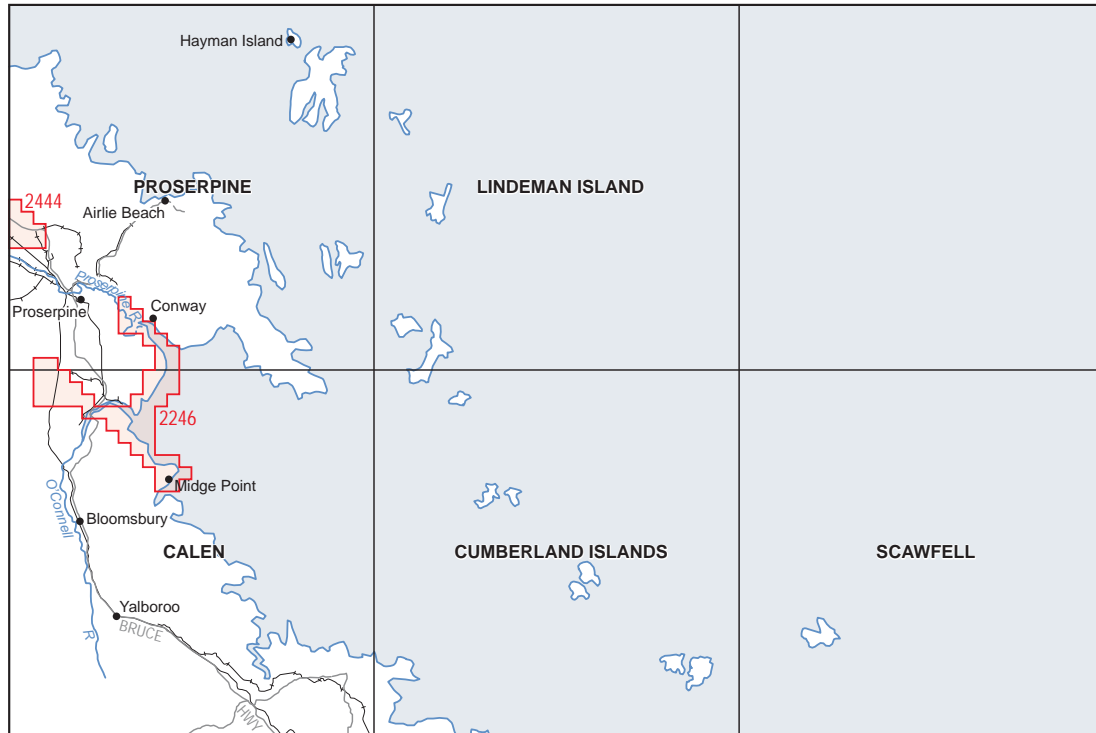 Hayman Island
PROSERPINE
LINDEMAN ISLAND
2444
Airlie Beach
Proserpine R
Conway
Proserpine
2246
Midge Point
O'Connell
Bloomsbury
CALEN
CUMBERLAND ISLANDS
SCAWFELL
Yalboroo
BRUCE
R
HWY